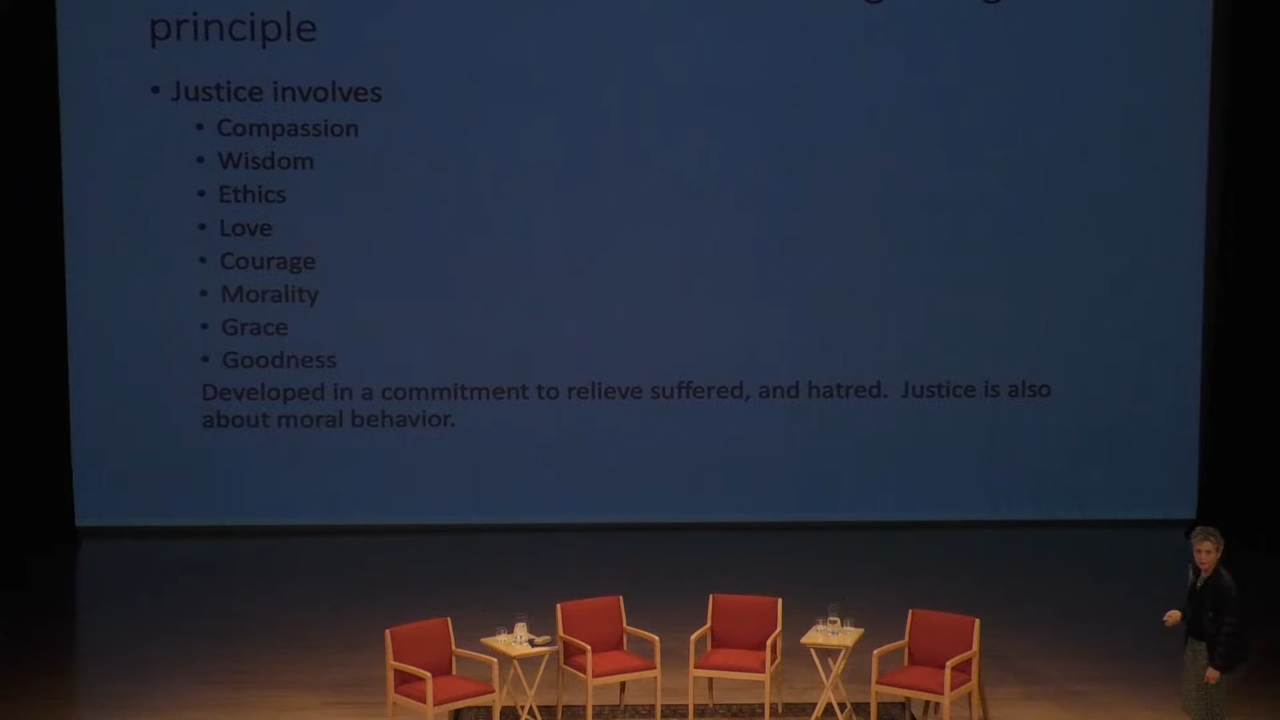 principle
• Justice involves
• Compassion
• Wisdom
• Ethics
• Love
• Courage
• Morality
• Grace
• Goodness
Developed in a commitment to relieve suffered, and hatred. Justice is also
about moral behavior.